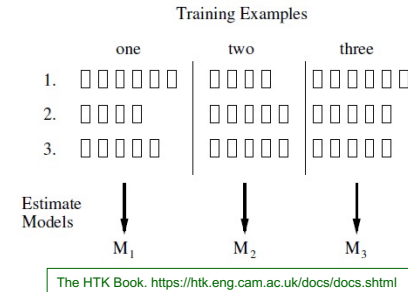 Training Examples
one two three
1.
2.
3.
Estimate
Models
M1 M2 M3
The HTK Book. https://htk.eng.cam.ac.uk/docs/docs.shtml